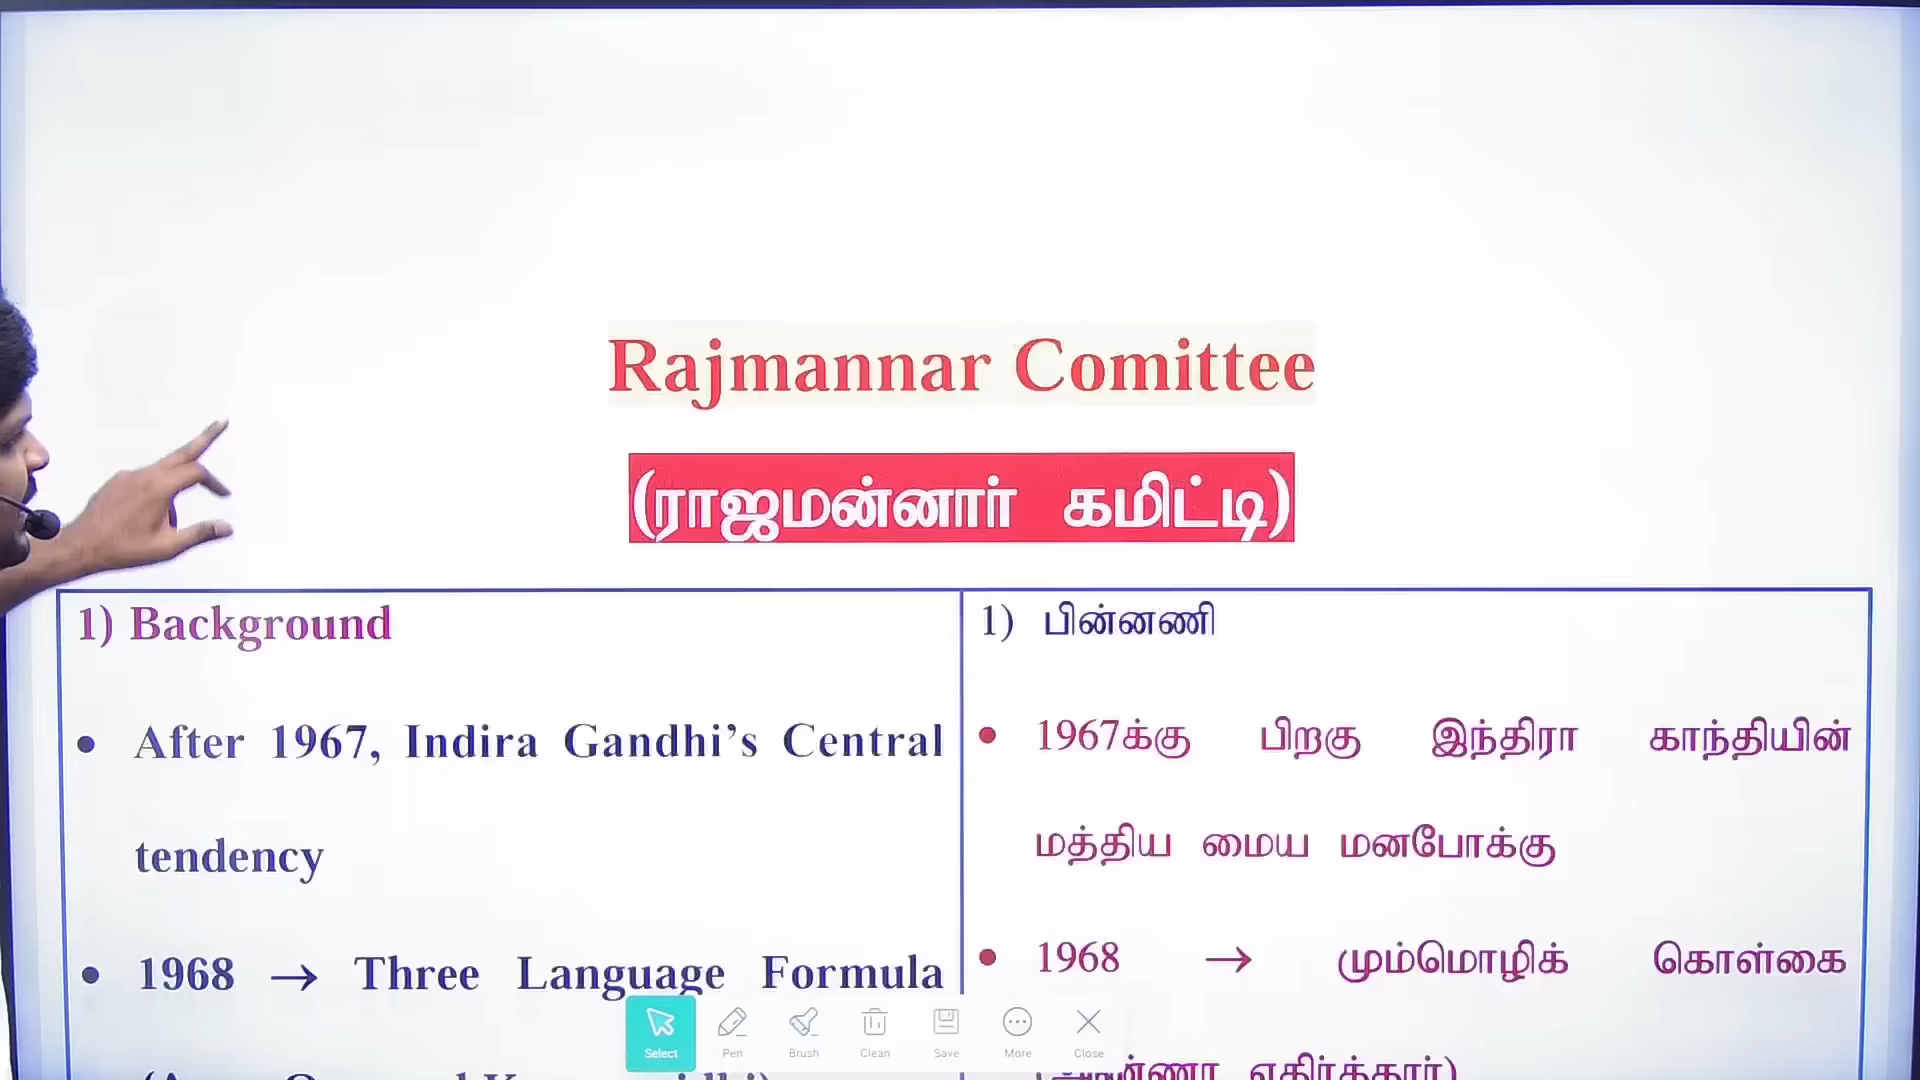 Rajmannar Comittee
(ராஜமன்னார் கமிட்டி)
1) Background
• After 1967, Indira Gandhi’s Central
tendency
• 1968 → Three Language Formula
1) பின்னணி
• 1967க்கு பிறகு இந்திரா காந்தியின்
மத்திய மைய மனபோக்கு
• 1968 → மும்மொழிக் கொள்கை
எதிர்த்தார்)
Select Pen Brush Clean Save More Close